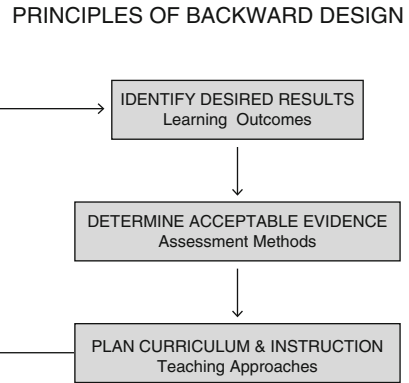 PRINCIPLES OF BACKWARD DESIGN
IDENTIFY DESIRED RESULTS
Learning Outcomes
DETERMINE ACCEPTABLE EVIDENCE
Assessment Methods
PLAN CURRICULUM & INSTRUCTION
Teaching Approaches